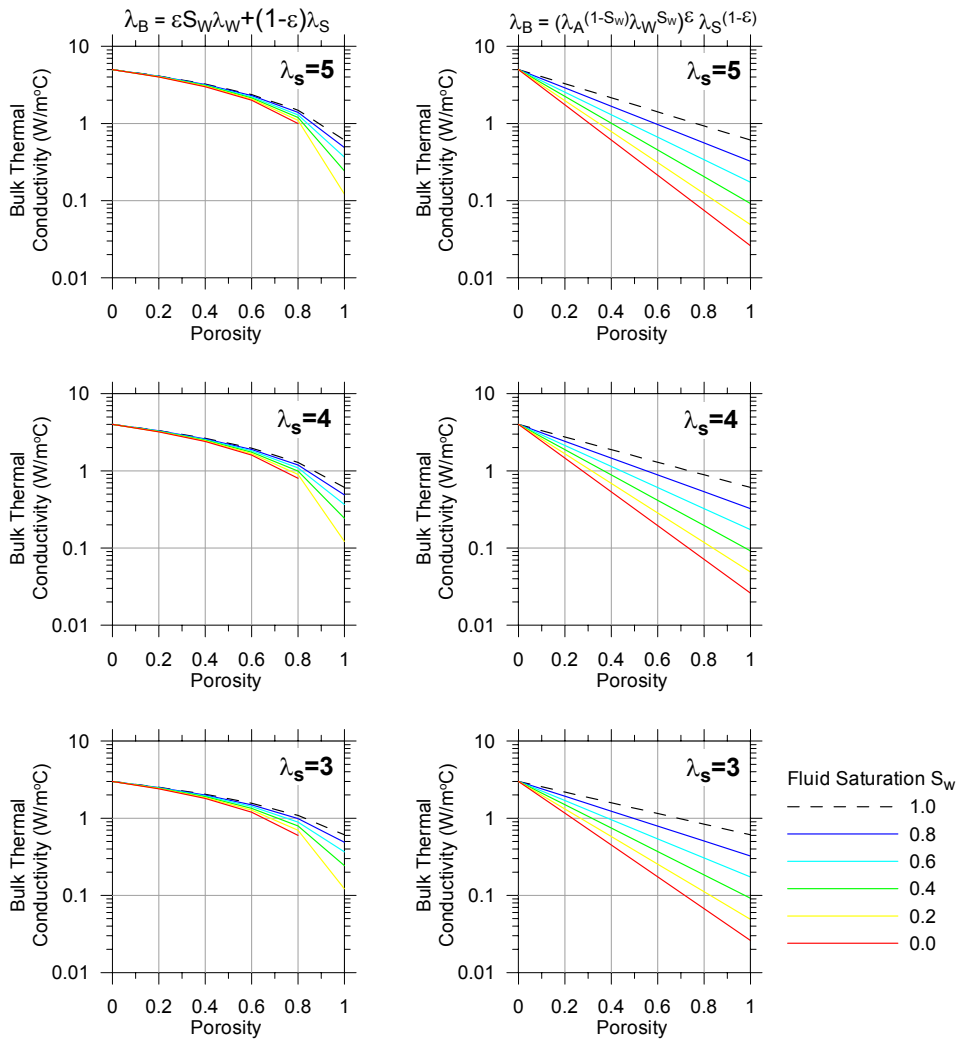 λB = εSWλW+(1-ε)λS
λB = (λA(1-SW)λWSW)ε λS(1-ε)
10
1
0.1
0.01
Bulk Thermal
Conductivity (W/moC)
λs=5
0 0.2 0.4 0.6 0.8 1
Porosity
10
1
0.1
0.01
Bulk Thermal
Conductivity (W/moC)
λs=5
0 0.2 0.4 0.6 0.8 1
Porosity
10
1
0.1
0.01
Bulk Thermal
Conductivity (W/moC)
λs=4
0 0.2 0.4 0.6 0.8 1
Porosity
10
1
0.1
0.01
Bulk Thermal
Conductivity (W/moC)
λs=4
0 0.2 0.4 0.6 0.8 1
Porosity
10
1
0.1
0.01
Bulk Thermal
Conductivity (W/moC)
λs=3
0 0.2 0.4 0.6 0.8 1
Porosity
10
1
0.1
0.01
Bulk Thermal
Conductivity (W/moC)
λs=3
0 0.2 0.4 0.6 0.8 1
Porosity
Fluid Saturation SW
1.0
0.8
0.6
0.4
0.2
0.0